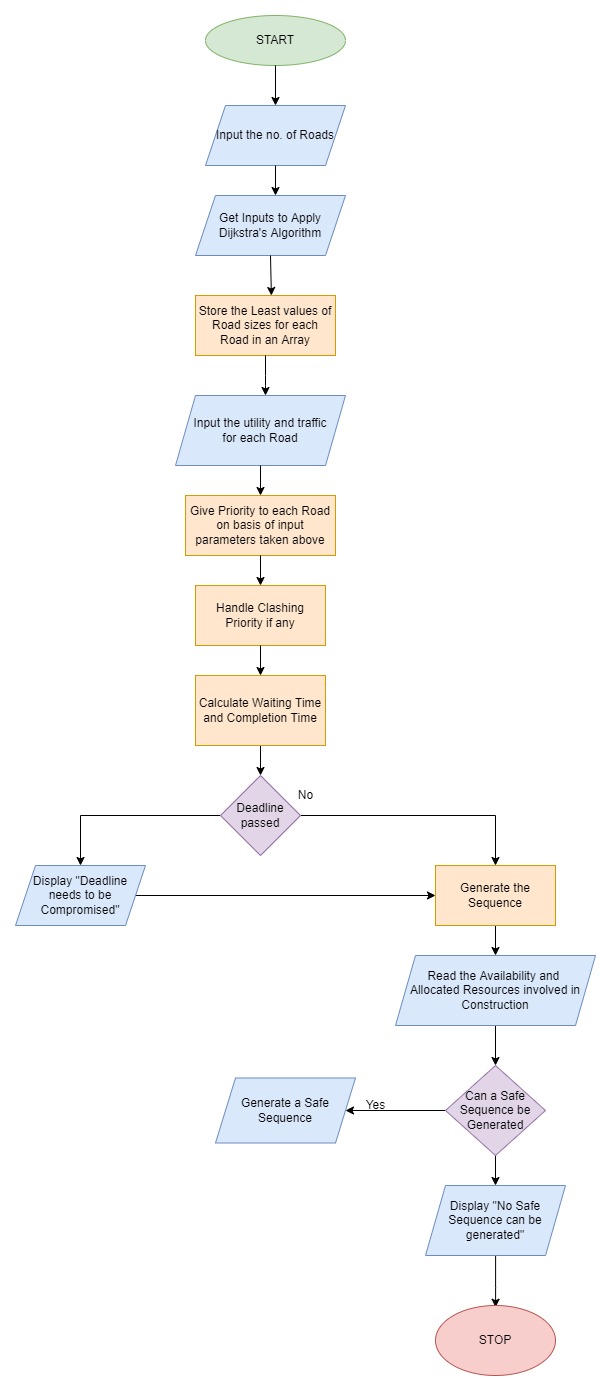 START
Input the no. of Roads
Get Inputs to Apply
Dijkstra's Algorithm
Store the Least values of
Road sizes for each
Road in an Array
Input the utility and traffic
for each Road
Give Priority to each Road
on basis of input
parameters taken above
Handle Clashing
Priority if any
Calculate Waiting Time
and Completion Time
Deadline
passed
No
Display "Deadline
needs to be
Compromised"
Generate the
Sequence
Read the Availability and
Allocated Resources involved in
Construction
Can a Safe
Sequence be
Generated
Yes
Generate a Safe
Sequence
Display "No Safe
Sequence can be
generated"
STOP